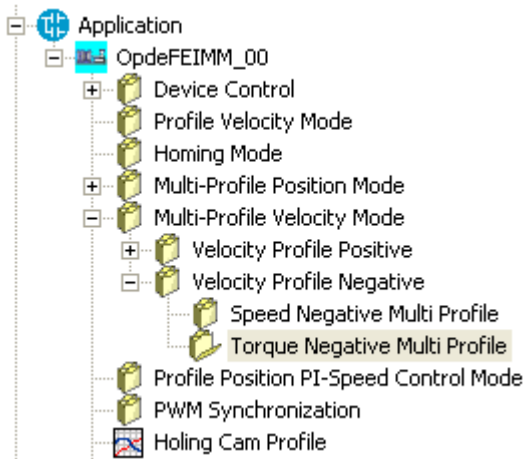 Application
OpdeFEIMM_00
Device Control
Profile Velocity Mode
Homing Mode
Multi-Profile Position Mode
Multi-Profile Velocity Mode
Velocity Profile Positive
Velocity Profile Negative
Speed Negative Multi Profile
Torque Negative Multi Profile
Profile Position PI-Speed Control Mode
PWM Synchronization
Holing Cam Profile